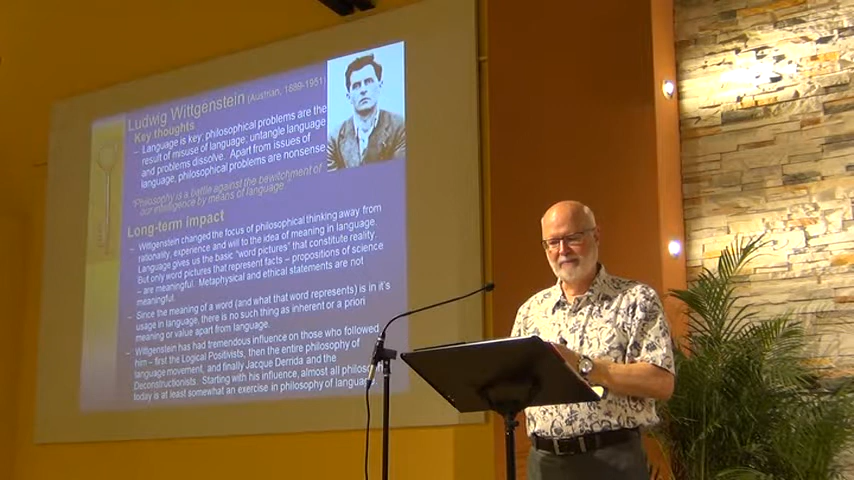 Ludwig Wittgenstein (Austrian, 1889-1951)
Key thoughts
– Language is key; philosophical problems are the
result of misuse of language; untangle language
and problems dissolve. Apart from issues of
language, philosophical problems are nonsense
"Philosophy is a battle against the bewitchment of
our intelligence by means of language"
Long-term impact
– Wittgenstein changed the focus of philosophical thinking away from
rationality, experience and will to the idea of meaning in language.
Language gives us the basic "word pictures" that constitute reality.
But only word pictures that represent facts – propositions of science
– are meaningful. Metaphysical and ethical statements are not
meaningful.
– Since the meaning of a word (and what that word represents) is in it's
usage in language, there is no such thing as inherent or a priori
meaning or value apart from language.
– Wittgenstein has had tremendous influence on those who followed
him – first the Logical Positivists, then the entire philosophy of
language movement, and finally Jacque Derrida and the
Deconstructionists. Starting with his influence, almost all philosoph
today is at least somewhat an exercise in philosophy of language.